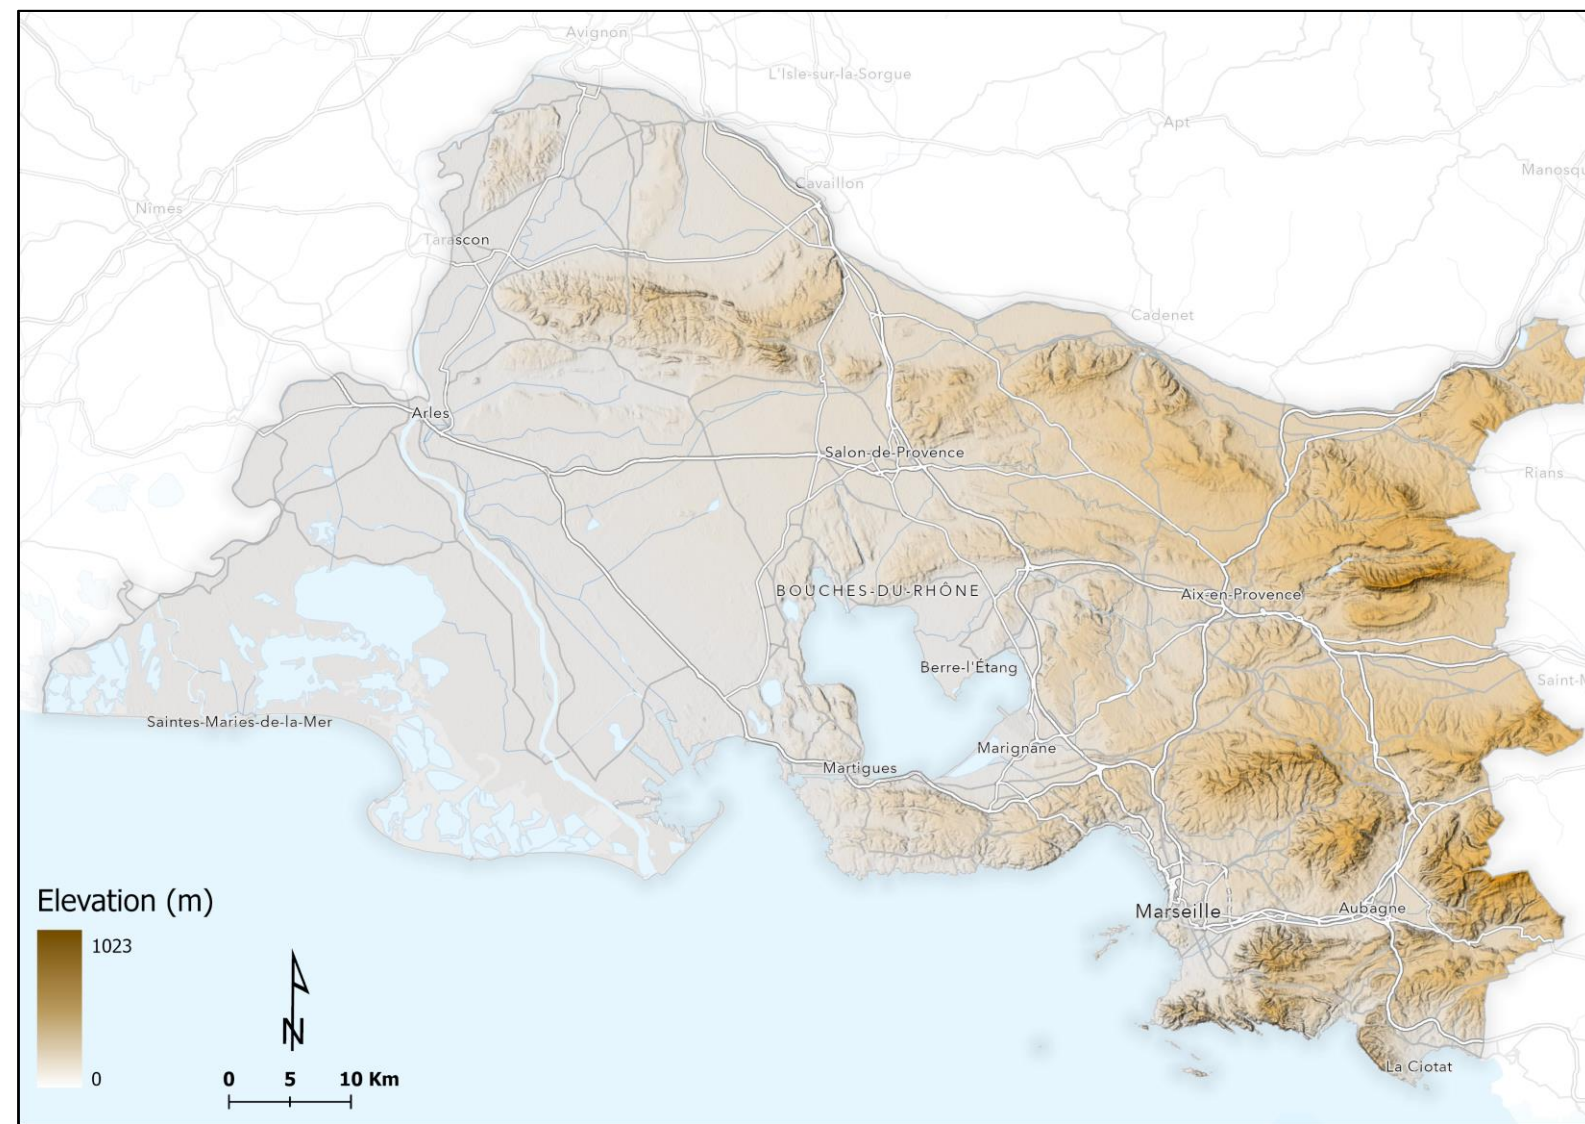 Avignon
L'Isle-sur-la-Sorgue
Apt
Manosqu
Cavaillon
Nîmes
Tarascon
Cadenet
Arles
Salon-de-Provence
Rians
BOUCHES-DU-RHÔNE
Aix-en-Provence
Berre-l'Étang
Saint-M
Saintes-Maries-de-la-Mer
Marignane
Martigues
Elevation (m)
Marseille
Aubagne
1023
N
La Ciotat
0
0 5 10 Km